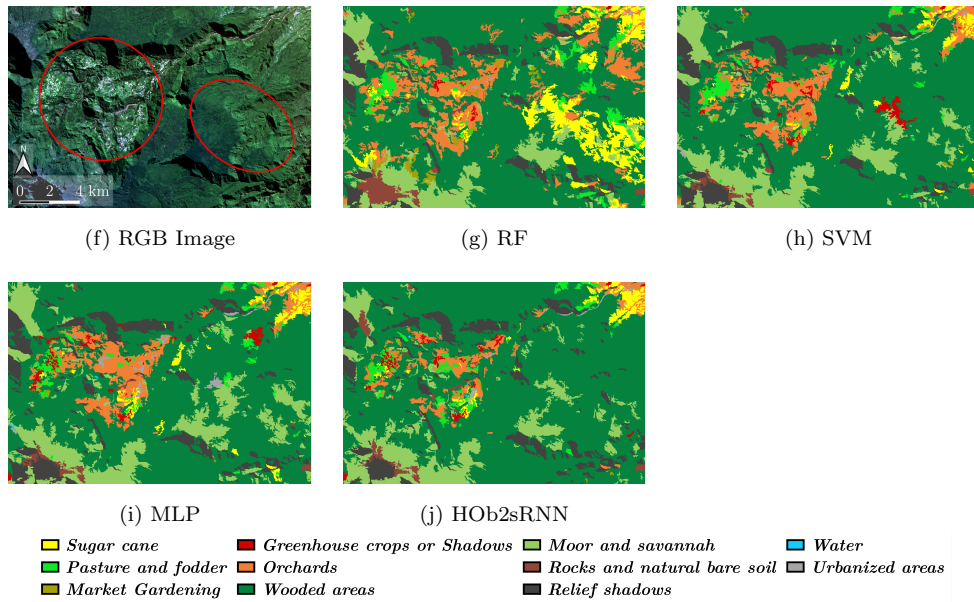 N
0 2 4 km
(f) RGB Image
(g) RF
(h) SVM
(i) MLP
(j) HOb2sRNN
Sugar cane
Greenhouse crops or Shadows
Moor and savannah
Water
Pasture and fodder
Orchards
Rocks and natural bare soil
Urbanized areas
Market Gardening
Wooded areas
Relief shadows